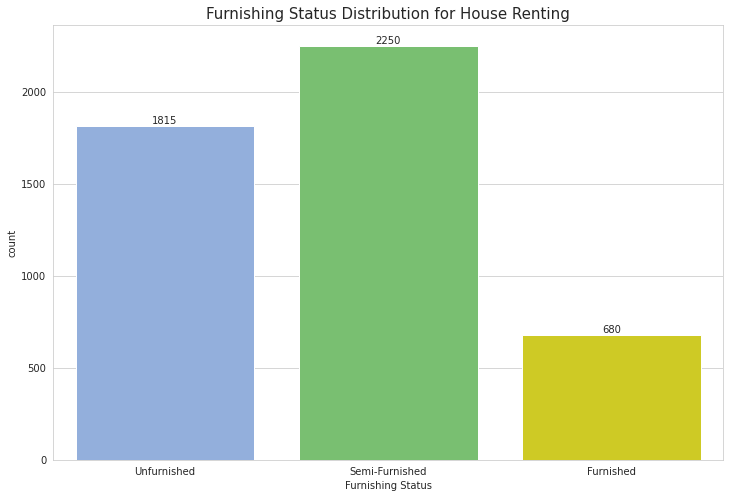 Furnishing Status Distribution for House Renting
2250
1815
680
2000
1500
1000
500
0
count
Unfurnished
Semi-Furnished
Furnished
Furnishing Status